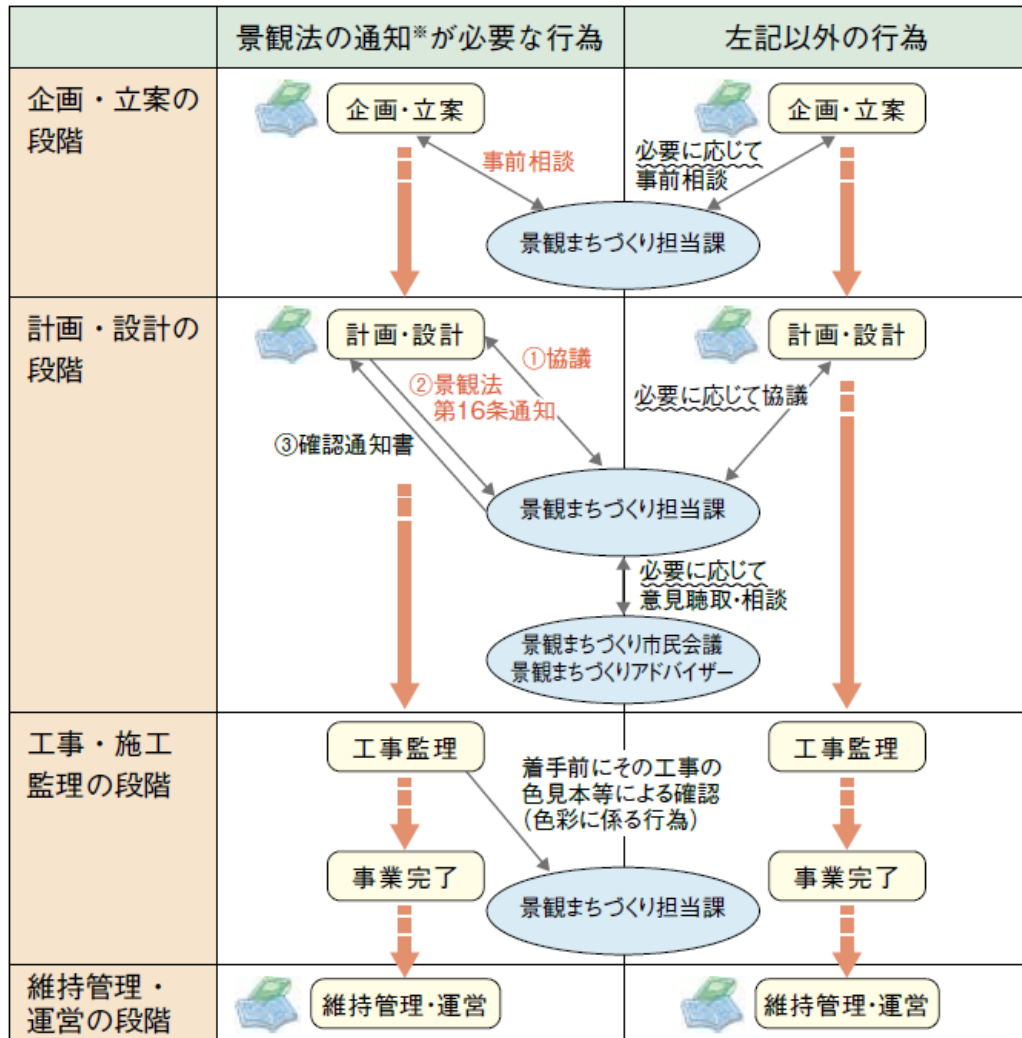 景観法の通知※が必要な行為
左記以外の行為
企画・立案の
段階
企画・立案
事前相談
企画・立案
必要に応じて
事前相談
景観まちづくり担当課
計画・設計の
段階
計画・設計
①協議
②景観法
第16条通知
③確認通知書
計画・設計
必要に応じて協議
景観まちづくり担当課
必要に応じて
意見聴取・相談
景観まちづくり市民会議
景観まちづくりアドバイザー
工事・施工
監理の段階
工事監理
着手前にその工事の
色見本等による確認
(色彩に係る行為)
工事監理
事業完了
景観まちづくり担当課
事業完了
維持管理・
運営の段階
維持管理・運営
維持管理・運営